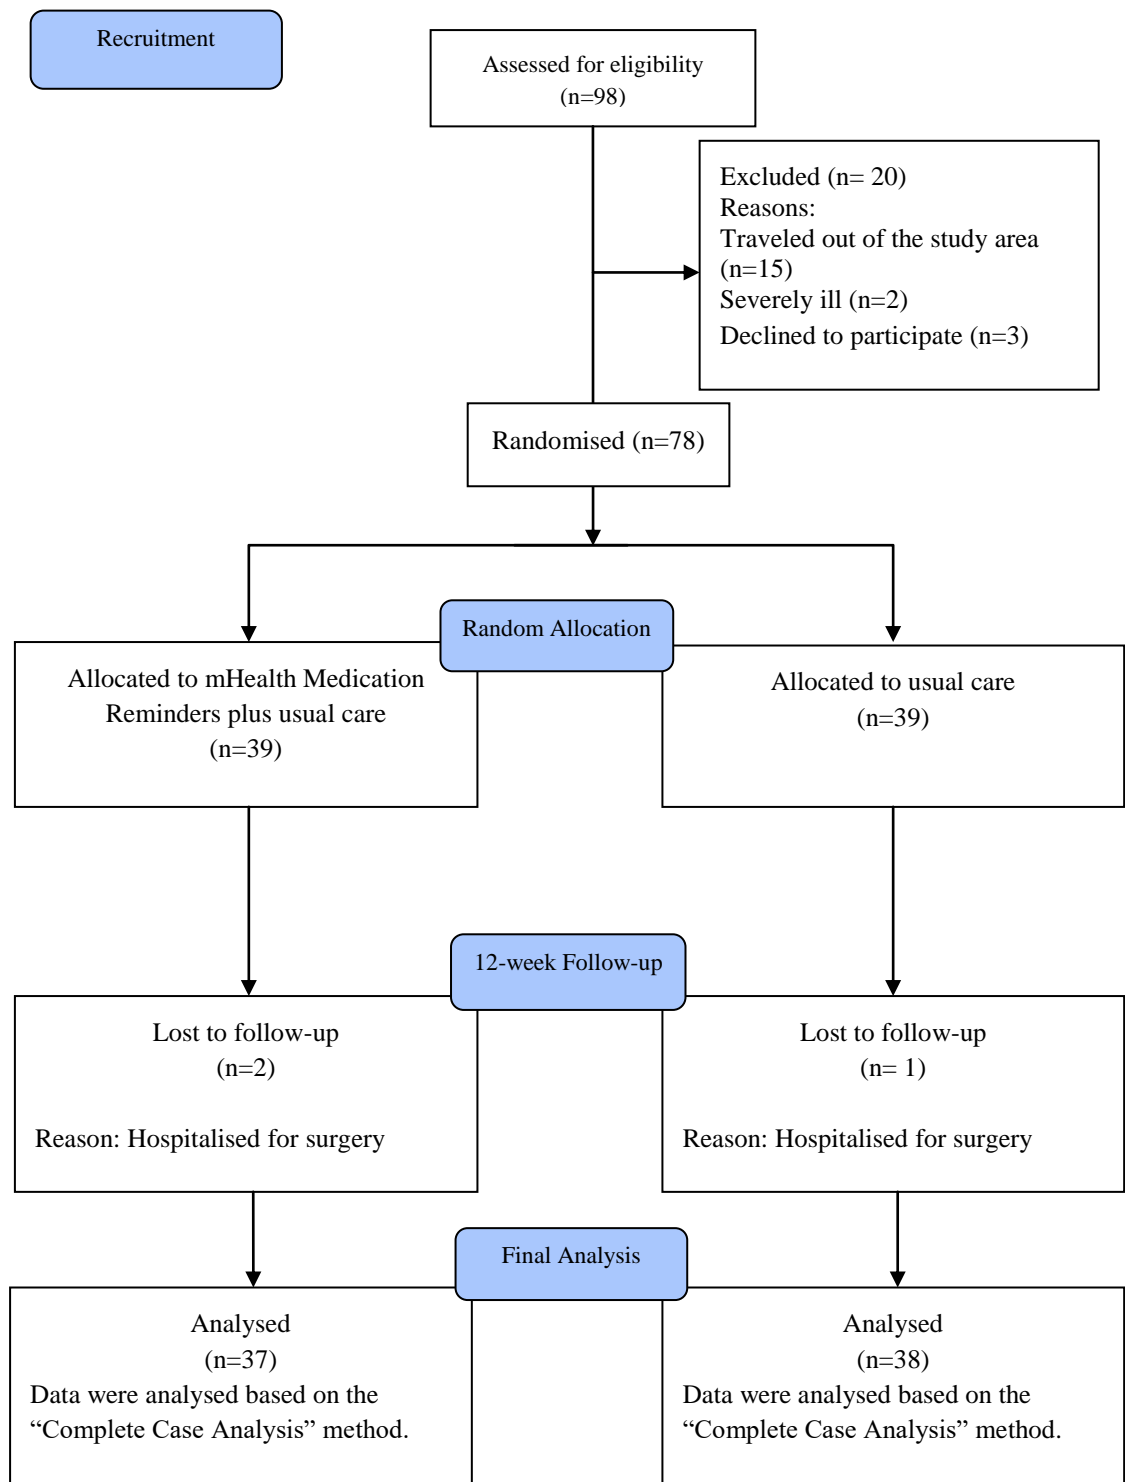 Recruitment
Assessed for eligibility
(n=98)
Excluded (n= 20)
Reasons:
Traveled out of the study area
(n=15)
Severely ill (n=2)
Declined to participate (n=3)
Randomised (n=78)
Random Allocation
Allocated to mHealth Medication
Reminders plus usual care
(n=39)
Allocated to usual care
(n=39)
12-week Follow-up
Lost to follow-up
(n=2)
Reason: Hospitalised for surgery
Lost to follow-up
(n= 1)
Reason: Hospitalised for surgery
Final Analysis
Analysed
(n=37)
Data were analysed based on the
“Complete Case Analysis” method.
Analysed
(n=38)
Data were analysed based on the
“Complete Case Analysis” method.